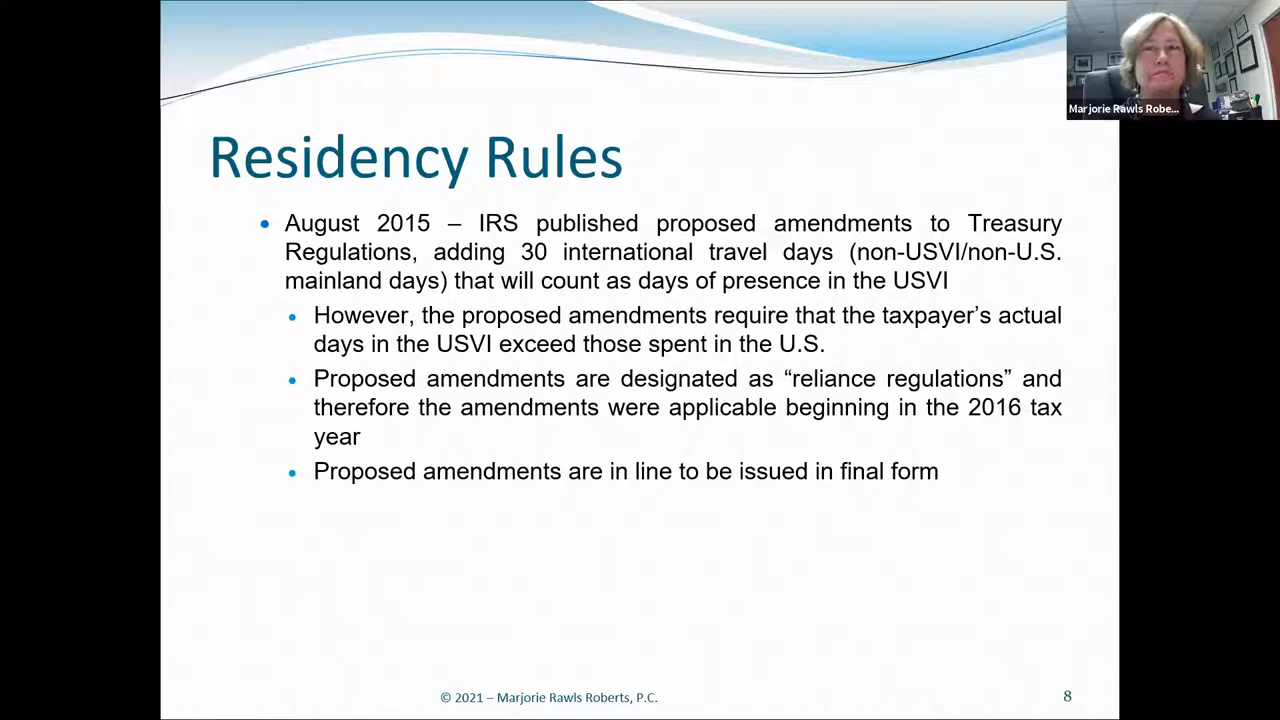 Marjorie Rawls Robe...
Residency Rules
• August 2015 – IRS published proposed amendments to Treasury
Regulations, adding 30 international travel days (non-USVI/non-U.S.
mainland days) that will count as days of presence in the USVI
• However, the proposed amendments require that the taxpayer’s actual
days in the USVI exceed those spent in the U.S.
• Proposed amendments are designated as “reliance regulations” and
therefore the amendments were applicable beginning in the 2016 tax
year
• Proposed amendments are in line to be issued in final form
© 2021 – Marjorie Rawls Roberts, P.C.
8